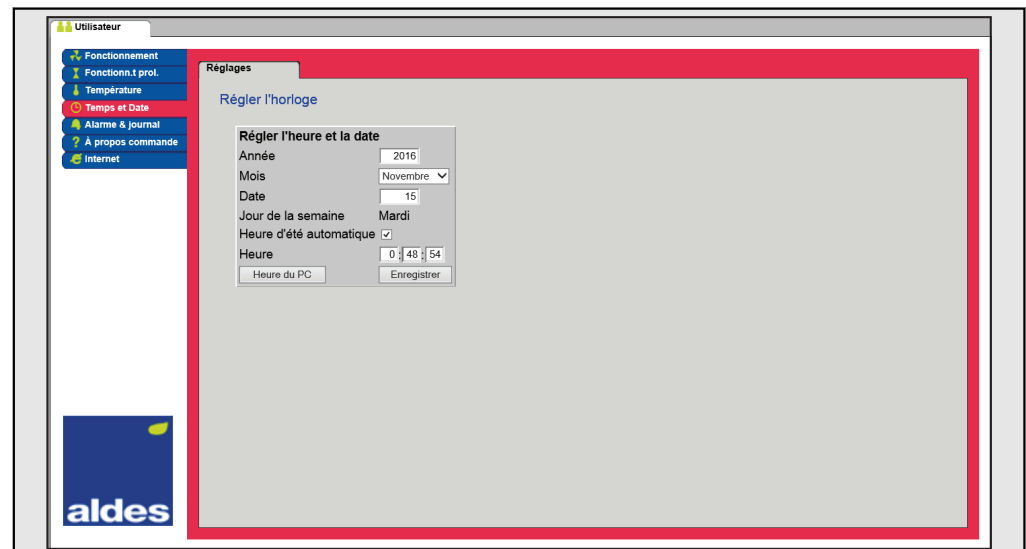 Utilisateur
Fonctionnement
Fonctionn.t prol.
Température
Temps et Date
Alarme & journal
À propos commande
Internet
Réglages
Régler l'horloge
Régler l'heure et la date
Année 2016
Mois Novembre
Date 15
Jour de la semaine Mardi
Heure d'été automatique
Heure 0 : 48 : 54
Heure du PC Enregistrer
aldes